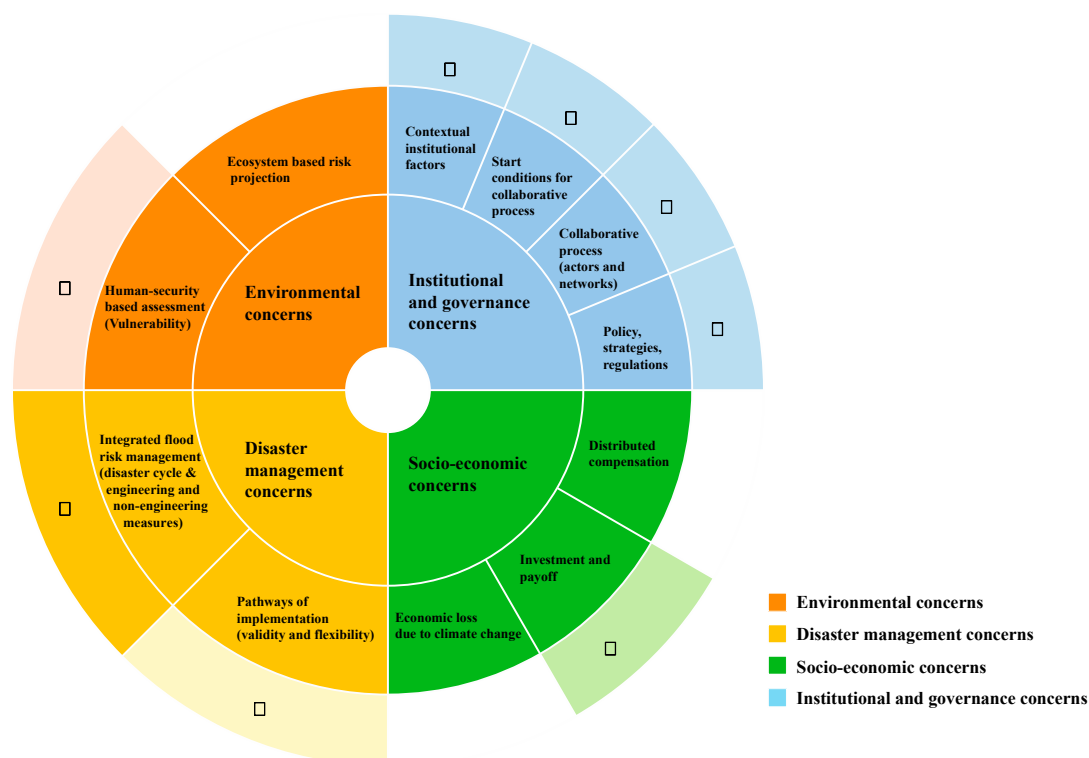 Contextual
institutional
factors
Start
conditions for
collaborative
process
Collaborative
process
(actors and
networks)
Policy,
strategies,
regulations
Institutional
and governance
concerns
Ecosystem based risk
projection
Human-security
based assessment
(Vulnerability)
Environmental
concerns
Integrated flood
risk management
(disaster cycle &
engineering and
non-engineering
measures)
Disaster
management
concerns
Pathways of
implementation
(validity and flexibility)
Socio-economic
concerns
Distributed
compensation
Investment and
payoff
Economic loss
due to climate change
Environmental concerns
Disaster management concerns
Socio-economic concerns
Institutional and governance concerns